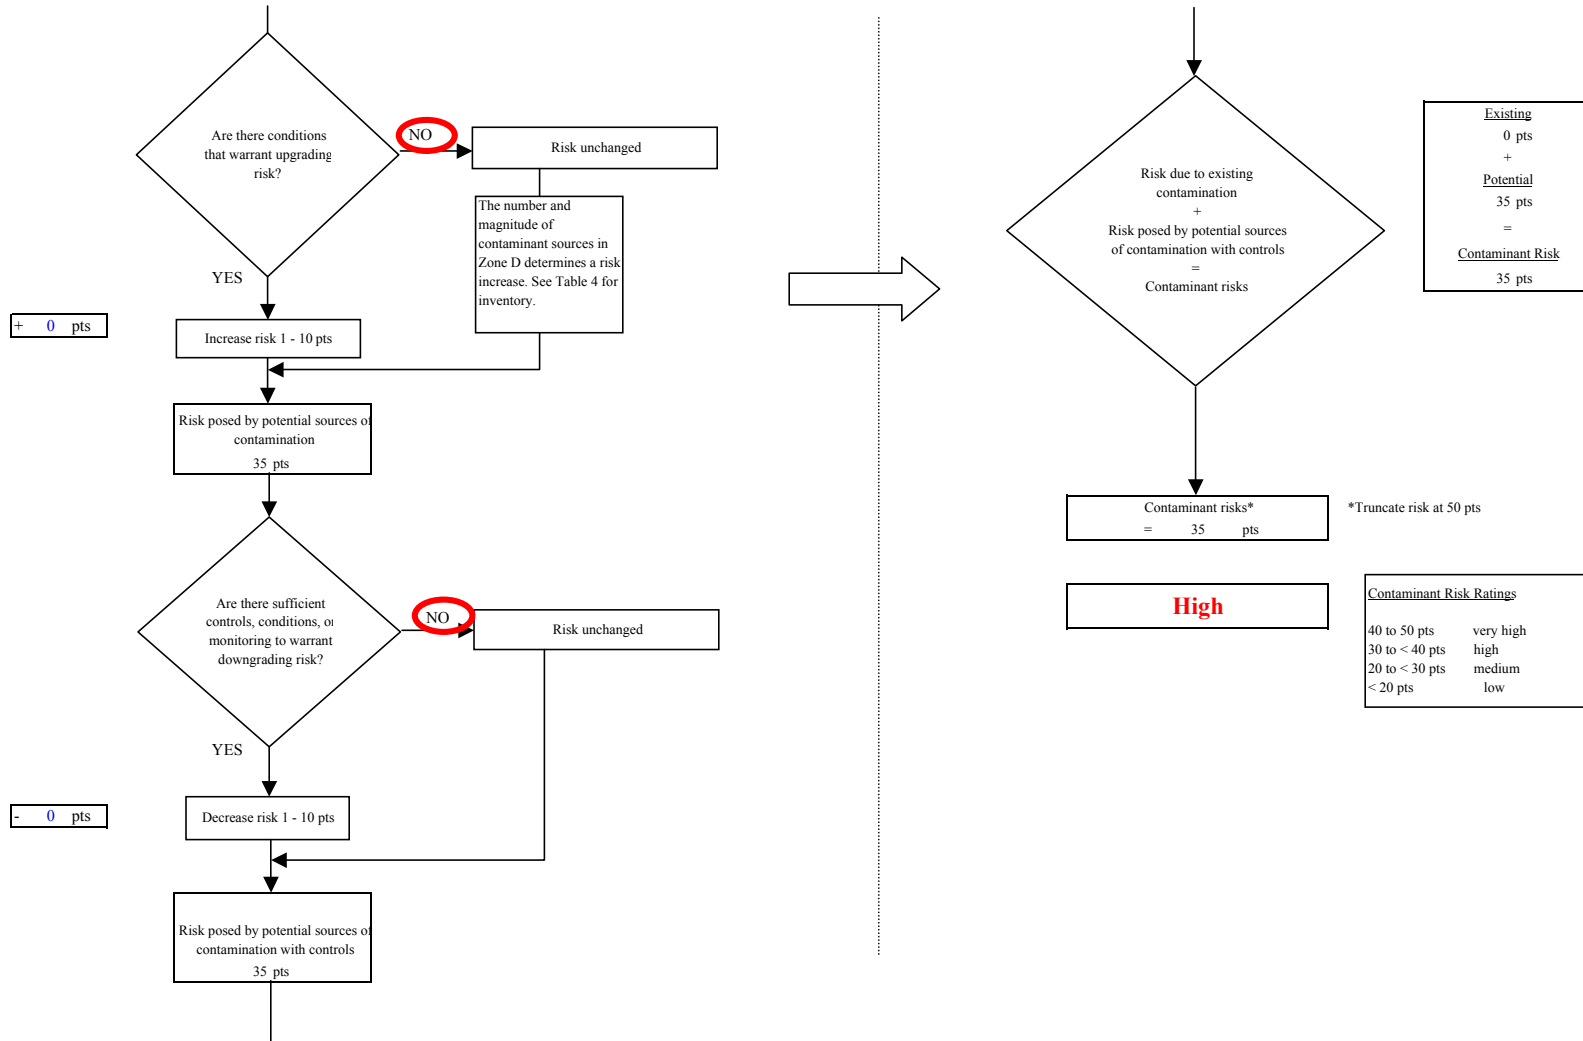 Are there conditions
that warrant upgrading
risk?
NO
Risk unchanged
The number and
magnitude of
contaminant sources in
Zone D determines a risk
increase. See Table 4 for
inventory.
YES
+ 0 pts
Increase risk 1 - 10 pts
Risk posed by potential sources of
contamination
35 pts
Are there sufficient
controls, conditions, or
monitoring to warrant
downgrading risk?
NO
Risk unchanged
YES
- 0 pts
Decrease risk 1 - 10 pts
Risk posed by potential sources of
contamination with controls
35 pts
Risk due to existing
contamination
+
Risk posed by potential sources
of contamination with controls
=
Contaminant risks
Existing
0 pts
+
Potential
35 pts
=
Contaminant Risk
35 pts
Contaminant risks*
= 35 pts
*Truncate risk at 50 pts
High
Contaminant Risk Ratings
40 to 50 pts very high
30 to < 40 pts high
20 to < 30 pts medium
< 20 pts low